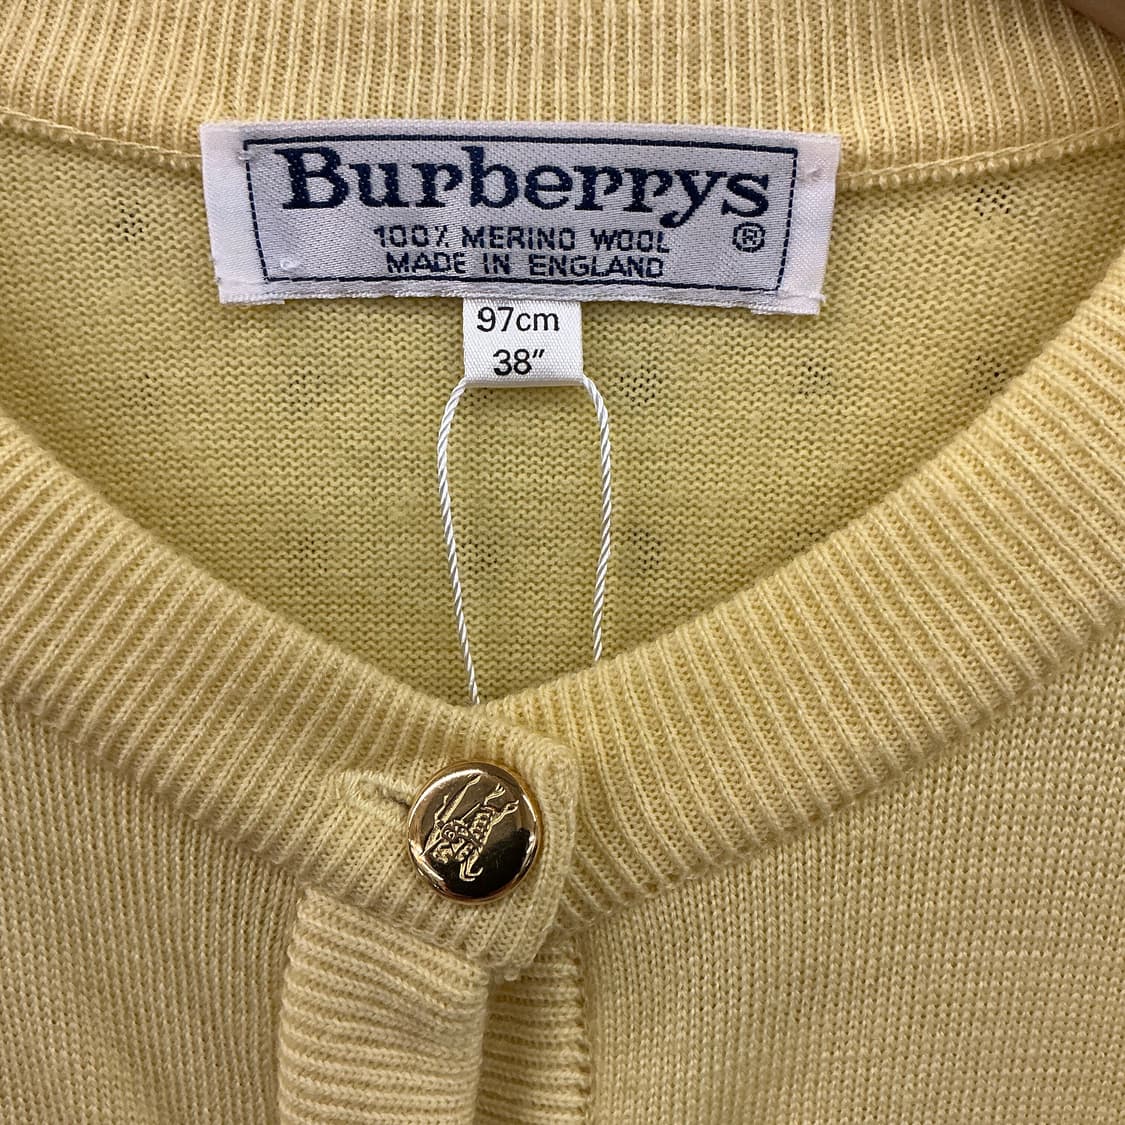 Burberrys
100% MERINO WOOL ®
MADE IN ENGLAND
97cm
38"